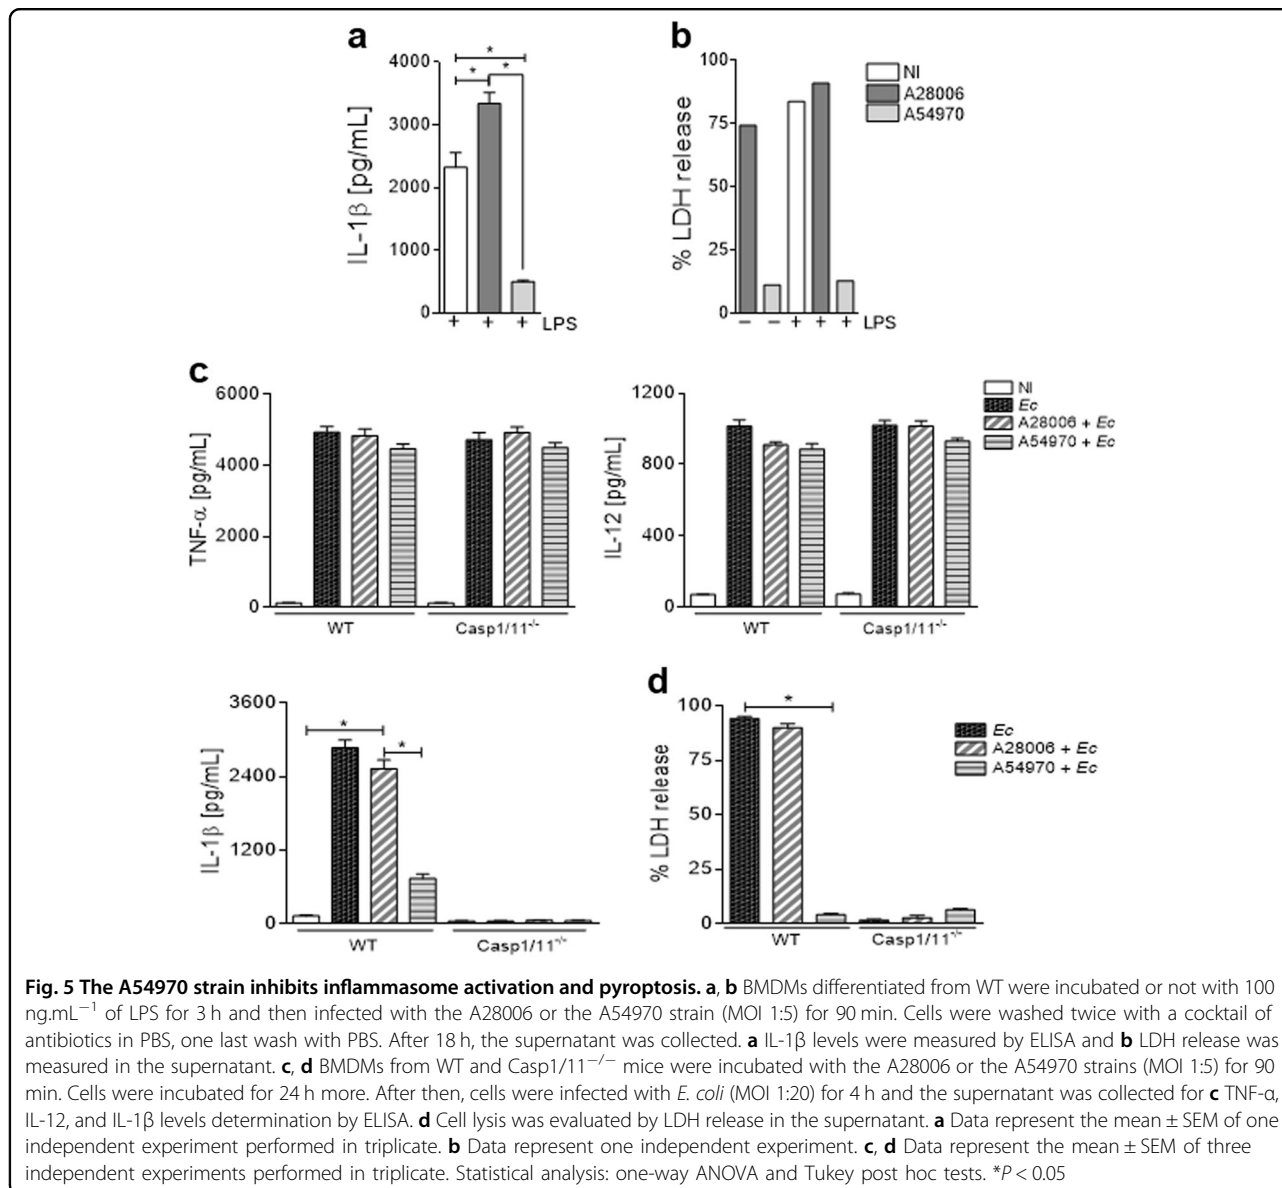 a
b
4000
3000
2000
1000
0
IL-1β [pg/mL]
*
* *
+ + + LPS
100
75
50
25
0
% LDH release
− − + + + LPS
NI
A28006
A54970
c
6000
4000
2000
0
TNF-α [pg/mL]
WT Casp1/11-/-
1200
800
400
0
IL-12 [pg/mL]
WT Casp1/11-/-
NI
Ec
A28006 + Ec
A54970 + Ec
3600
2400
1200
0
IL-1β [pg/mL]
*
*
WT Casp1/11-/-
d
100
75
50
25
0
% LDH release
*
WT Casp1/11-/-
Ec
A28006 + Ec
A54970 + Ec
Fig. 5 The A54970 strain inhibits inflammasome activation and pyroptosis. a, b BMDMs differentiated from WT were incubated or not with 100
ng.mL−1 of LPS for 3 h and then infected with the A28006 or the A54970 strain (MOI 1:5) for 90 min. Cells were washed twice with a cocktail of
antibiotics in PBS, one last wash with PBS. After 18 h, the supernatant was collected. a IL-1β levels were measured by ELISA and b LDH release was
measured in the supernatant. c, d BMDMs from WT and Casp1/11−/− mice were incubated with the A28006 or the A54970 strains (MOI 1:5) for 90
min. Cells were incubated for 24 h more. After then, cells were infected with E. coli (MOI 1:20) for 4 h and the supernatant was collected for c TNF-α,
IL-12, and IL-1β levels determination by ELISA. d Cell lysis was evaluated by LDH release in the supernatant. a Data represent the mean ± SEM of one
independent experiment performed in triplicate. b Data represent one independent experiment. c, d Data represent the mean ± SEM of three
independent experiments performed in triplicate. Statistical analysis: one-way ANOVA and Tukey post hoc tests. *P < 0.05